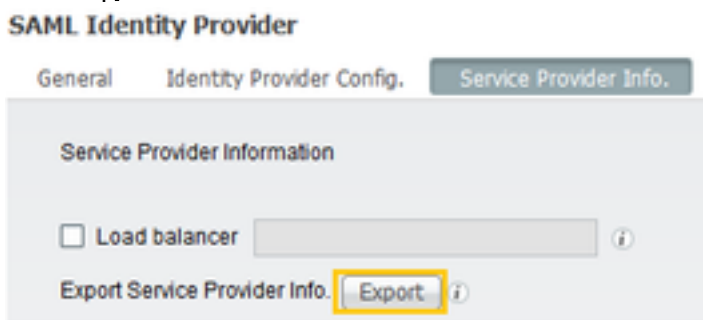 SAML Identity Provider
General Identity Provider Config. Service Provider Info.
Service Provider Information
Load balancer
Export Service Provider Info. Export